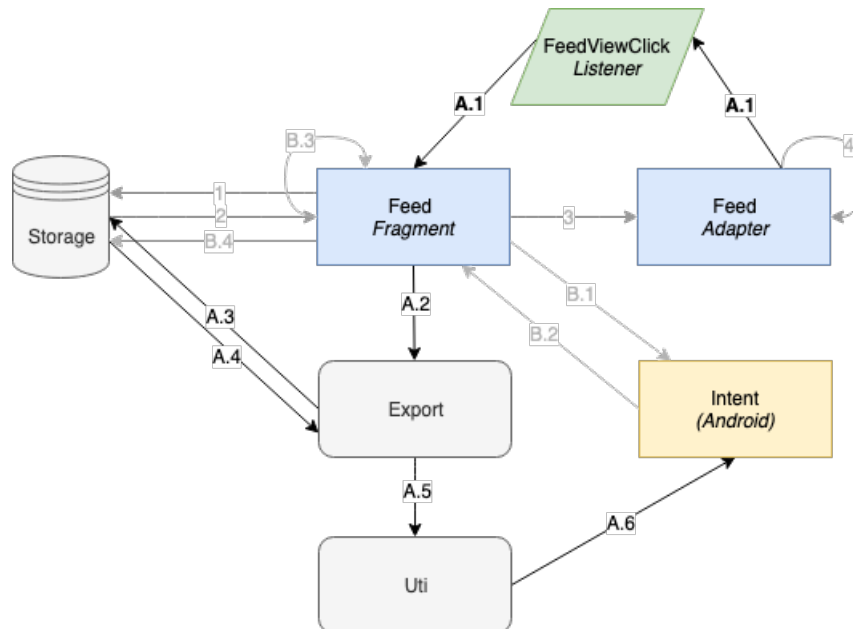 FeedViewClick
Listener
A.1
A.1
B.3
4
1
2
B.4
Storage
Feed
Fragment
3
Feed
Adapter
A.2
A.3
A.4
B.1
B.2
Export
Intent
(Android)
A.5
A.6
Uti